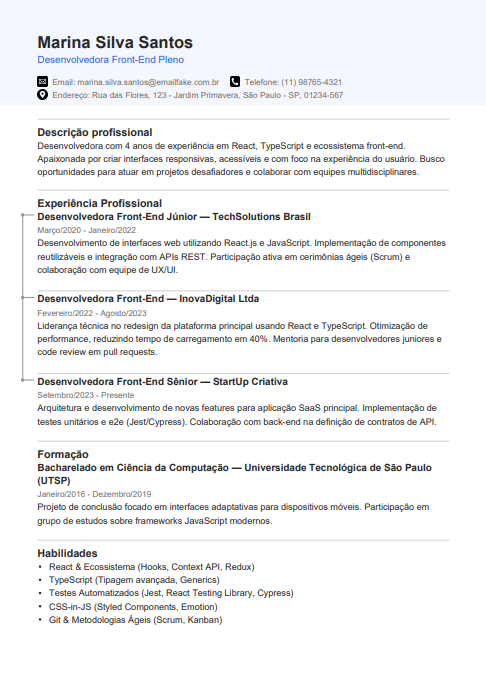 Marina Silva Santos
Desenvolvedora Front-End Pleno
Email: marina.silva.santos@emailfake.com.br Telefone: (11) 98765-4321
Endereço: Rua das Flores, 123 - Jardim Primavera, São Paulo - SP, 01234-567
Descrição profissional
Desenvolvedora com 4 anos de experiência em React, TypeScript e ecossistema front-end.
Apaixonada por criar interfaces responsivas, acessíveis e com foco na experiência do usuário. Busco
oportunidades para atuar em projetos desafiadores e colaborar com equipes multidisciplinares.
Experiência Profissional
Desenvolvedora Front-End Júnior — TechSolutions Brasil
Março/2020 - Janeiro/2022
Desenvolvimento de interfaces web utilizando React.js e JavaScript. Implementação de componentes
reutilizáveis e integração com APIs REST. Participação ativa em cerimônias ágeis (Scrum) e
colaboração com equipe de UX/UI.
Desenvolvedora Front-End — InovaDigital Ltda
Fevereiro/2022 - Agosto/2023
Liderança técnica no redesign da plataforma principal usando React e TypeScript. Otimização de
performance, reduzindo tempo de carregamento em 40%. Mentoria para desenvolvedores juniores e
code review em pull requests.
Desenvolvedora Front-End Sênior — StartUp Criativa
Setembro/2023 - Presente
Arquitetura e desenvolvimento de novas features para aplicação SaaS principal. Implementação de
testes unitários e e2e (Jest/Cypress). Colaboração com back-end na definição de contratos de API.
Formação
Bacharelado em Ciência da Computação — Universidade Tecnológica de São Paulo
(UTSP)
Janeiro/2016 - Dezembro/2019
Projeto de conclusão focado em interfaces adaptativas para dispositivos móveis. Participação em
grupo de estudos sobre frameworks JavaScript modernos.
Habilidades
• React & Ecossistema (Hooks, Context API, Redux)
• TypeScript (Tipagem avançada, Generics)
• Testes Automatizados (Jest, React Testing Library, Cypress)
• CSS-in-JS (Styled Components, Emotion)
• Git & Metodologias Ágeis (Scrum, Kanban)